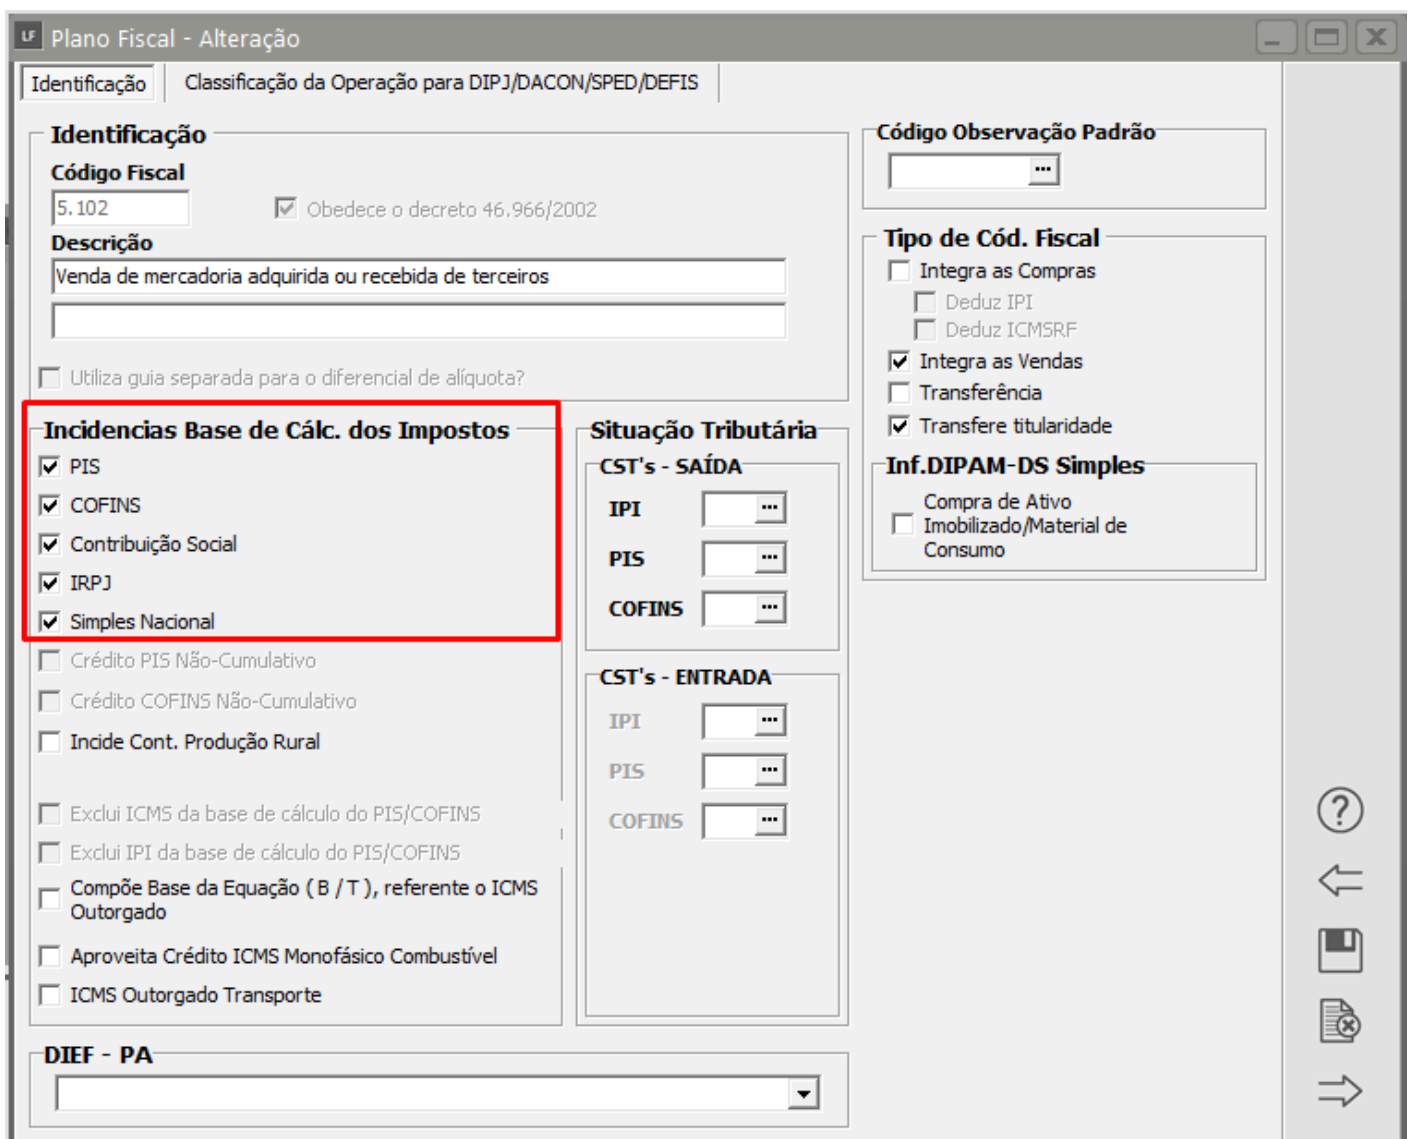 LF Plano Fiscal - Alteração
Identificação
Classificação da Operação para DIPJ/DACON/SPED/DEFIS
Identificação
Código Fiscal
5.102
Obedece o decreto 46.966/2002
Descrição
Venda de mercadoria adquirida ou recebida de terceiros
Utiliza guia separada para o diferencial de alíquota?
Código Observação Padrão
...
Tipo de Cód. Fiscal
Integra as Compras
Deduz IPI
Deduz ICMSRF
Integra as Vendas
Transferência
Transfere titularidade
Inf.DIPAM-DS Simples
Compra de Ativo
Imobilizado/Material de
Consumo
Incidencias Base de Cálc. dos Impostos
PIS
COFINS
Contribuição Social
IRPJ
Simples Nacional
Crédito PIS Não-Cumulativo
Crédito COFINS Não-Cumulativo
Incide Cont. Produção Rural
Exclui ICMS da base de cálculo do PIS/COFINS
Exclui IPI da base de cálculo do PIS/COFINS
Compõe Base da Equação ( B / T ), referente o ICMS
Outorgado
Aproveita Crédito ICMS Monofásico Combustível
ICMS Outorgado Transporte
Situação Tributária
CST's - SAÍDA
IPI ...
PIS ...
COFINS ...
CST's - ENTRADA
IPI ...
PIS ...
COFINS ...
DIEF - PA